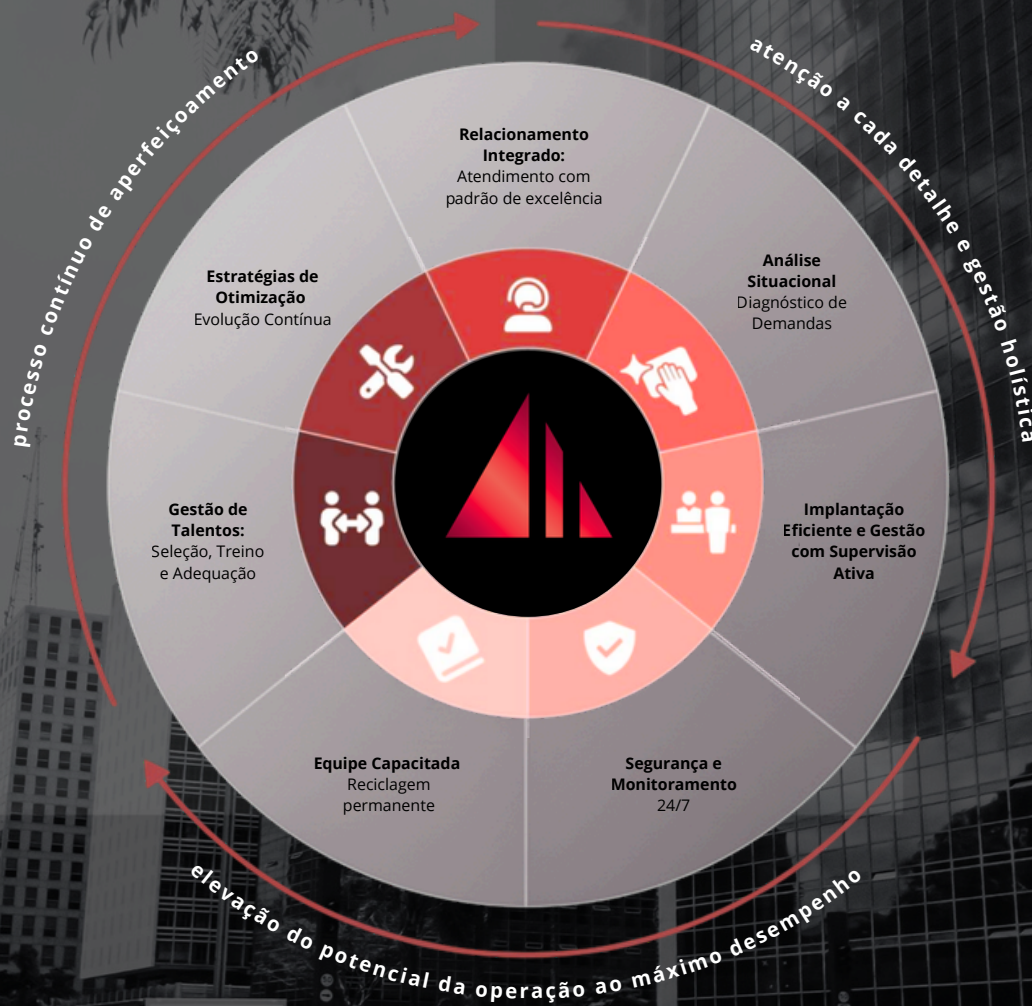 processo contínuo de aperfeiçoamento
atenção a cada detalhe e gestão holística
Relacionamento
Integrado:
Atendimento com
padrão de excelência
Análise
Situacional
Diagnóstico de
Demandas
Implantação
Eficiente e Gestão
com Supervisão
Ativa
Segurança e
Monitoramento
24/7
Equipe Capacitada
Reciclagem
permanente
Gestão de
Talentos:
Seleção, Treino
e Adequação
Estratégias de
Otimização
Evolução Contínua
elevação do potencial da operação ao máximo desempenho